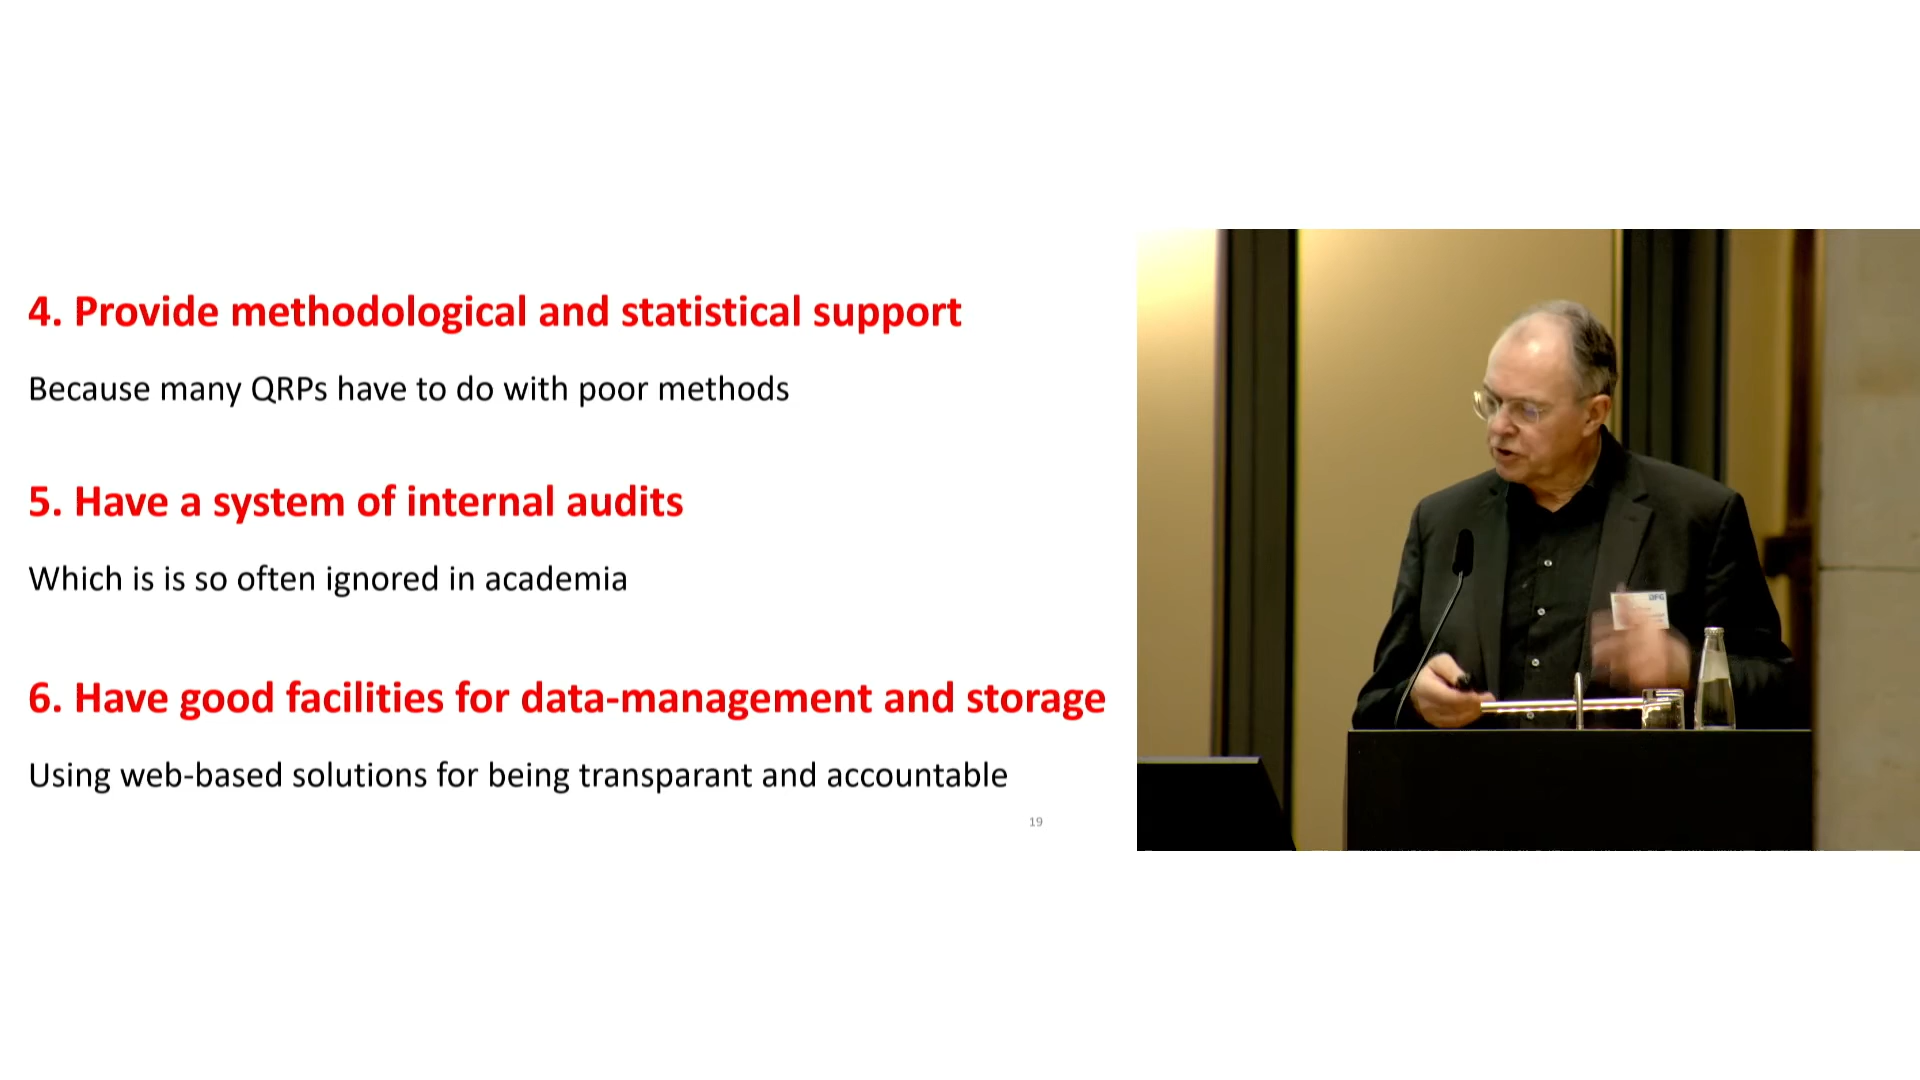 4. Provide methodological and statistical support
Because many QRPs have to do with poor methods
5. Have a system of internal audits
Which is is so often ignored in academia
6. Have good facilities for data-management and storage
Using web-based solutions for being transparant and accountable
19
DFG